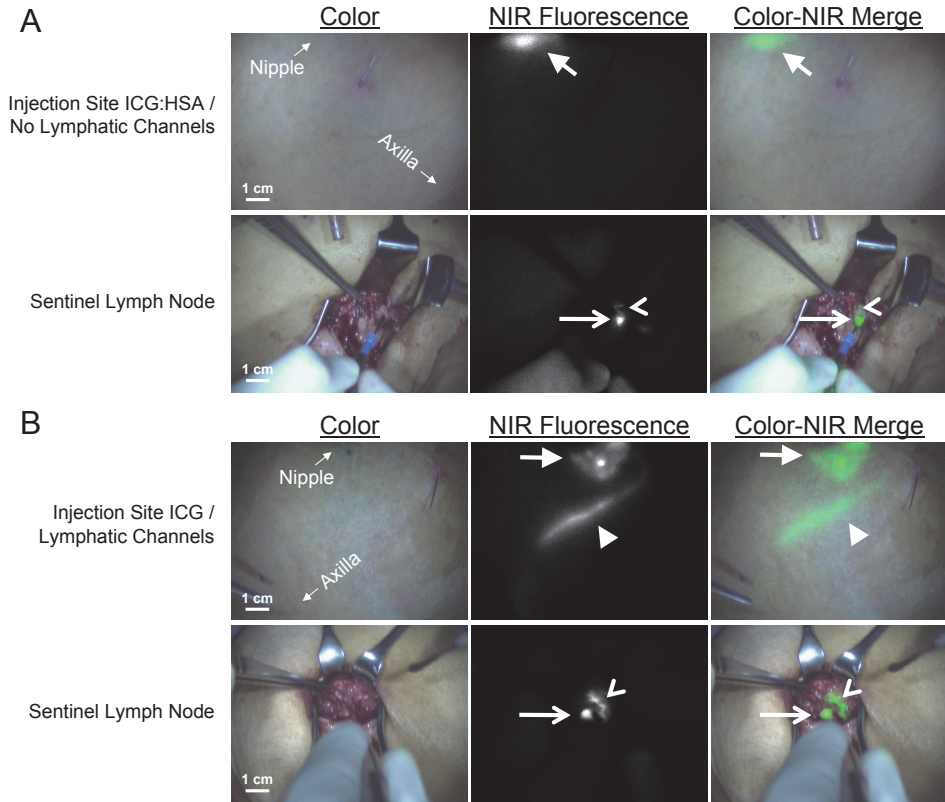 A
Color
NIR Fluorescence
Color-NIR Merge
Injection Site ICG:HSA /
No Lymphatic Channels
Nipple
Axilla
1 cm
Sentinel Lymph Node
1 cm
B
Color
NIR Fluorescence
Color-NIR Merge
Injection Site ICG /
Lymphatic Channels
Nipple
Axilla
1 cm
Sentinel Lymph Node
1 cm